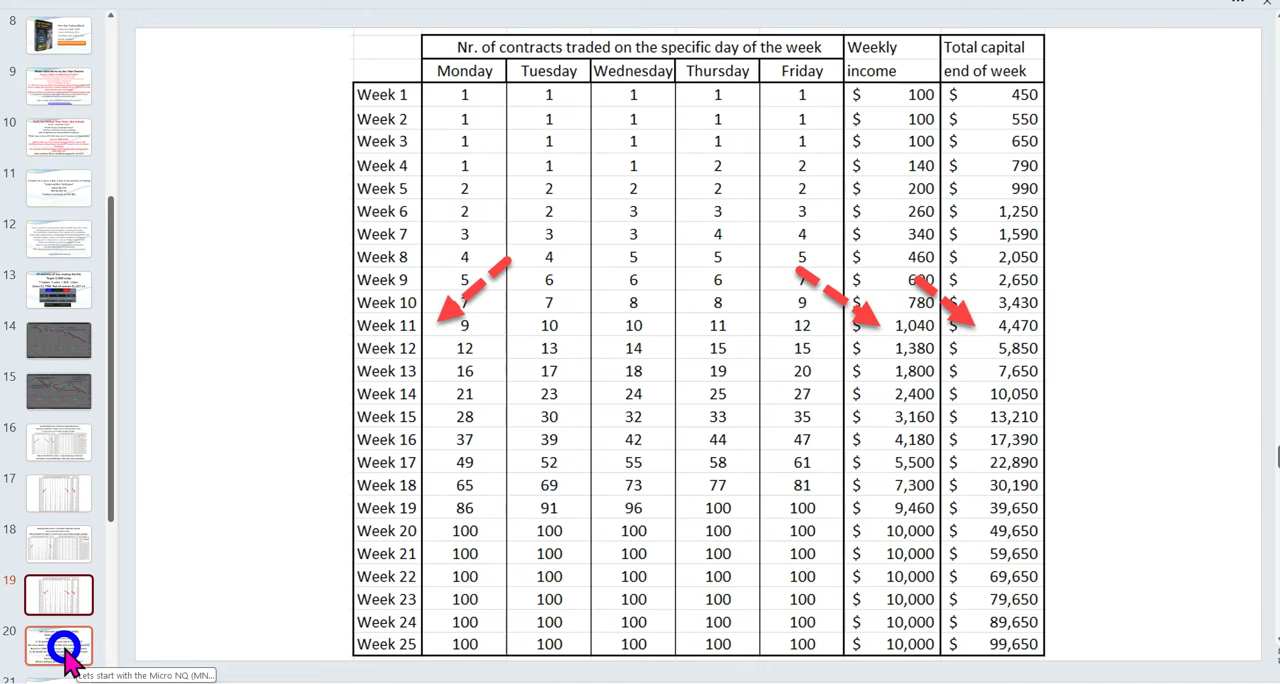 8
9
10
11
12
13
14
15
16
17
18
19
20
21
Nr of contracts traded on the specific day of the week
Weekly income
Total capital end of week
Monday Tuesday Wednesday Thursday Friday
Week 1 1 1 1 1 1 $ 100 $ 450
Week 2 1 1 1 1 1 $ 100 $ 550
Week 3 1 1 1 1 1 $ 100 $ 650
Week 4 1 1 1 2 2 $ 140 $ 790
Week 5 2 2 2 2 2 $ 200 $ 990
Week 6 2 2 3 3 3 $ 260 $ 1,250
Week 7 3 3 3 4 4 $ 340 $ 1,590
Week 8 4 4 5 5 5 $ 460 $ 2,050
Week 9 7 2,650
Week 10 7 7 8 8 9 $ 780 $ 3,430
Week 11 9 10 10 11 12 $ 1,040 $ 4,470
Week 12 12 13 14 15 15 $ 1,380 $ 5,850
Week 13 16 17 18 19 20 $ 1,800 $ 7,650
Week 14 21 23 24 25 27 $ 2,400 $ 10,050
Week 15 28 30 32 33 35 $ 3,160 $ 13,210
Week 16 37 39 42 44 47 $ 4,180 $ 17,390
Week 17 49 52 55 58 61 $ 5,500 $ 22,890
Week 18 65 69 73 77 81 $ 7,300 $ 30,190
Week 19 86 91 96 100 100 $ 9,460 $ 39,650
Week 20 100 100 100 100 100 $ 10,000 $ 49,650
Week 21 100 100 100 100 100 $ 10,000 $ 59,650
Week 22 100 100 100 100 100 $ 10,000 $ 69,650
Week 23 100 100 100 100 100 $ 10,000 $ 79,650
Week 24 100 100 100 100 100 $ 10,000 $ 89,650
Week 25 100 100 100 100 100 $ 10,000 $ 99,650
Lets start with the Micro NQ (MN...